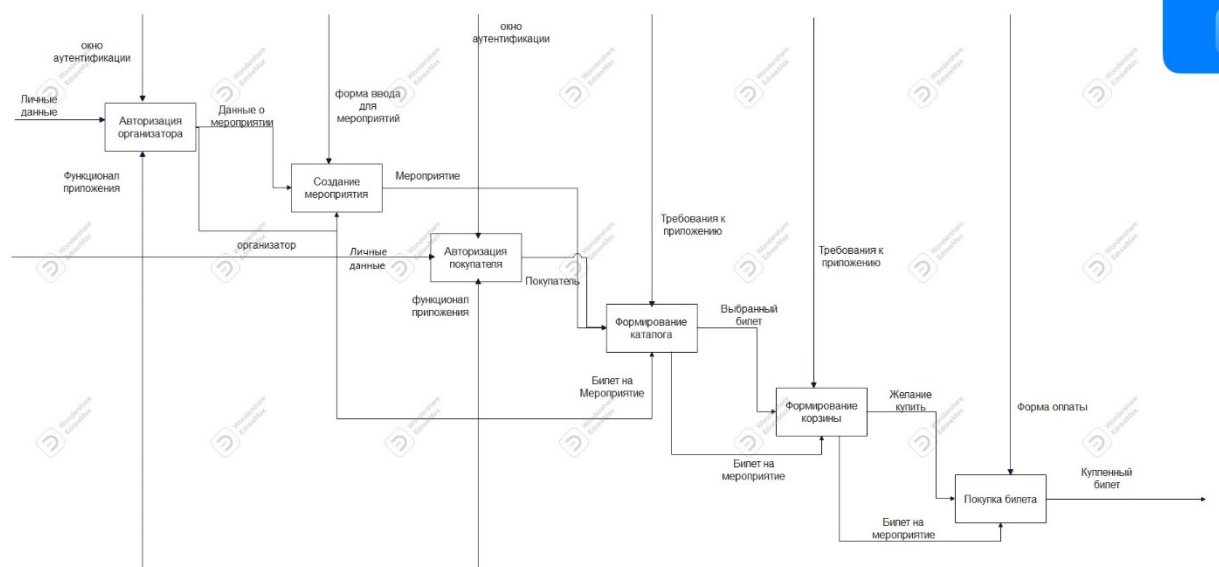 окно
аутентификации
окно
аутентификации
Личные
данные
Авторизация
организатора
Данные о
мероприятии
форма ввода
для
мероприятий
Функционал
приложения
Создание
мероприятия
Мероприятие
Требования к
приложению
организатор
Личные
данные
Авторизация
покупателя
Покупатель
Требования к
приложению
функционал
приложения
Формирование
каталога
Выбранный
билет
Билет на
Мероприятие
Формирование
корзины
Желание
купить
Форма оплаты
Билет на
мероприятие
Покупка билета
Купленный
билет
Билет на
мероприятие
Wondershare
EdrawMax